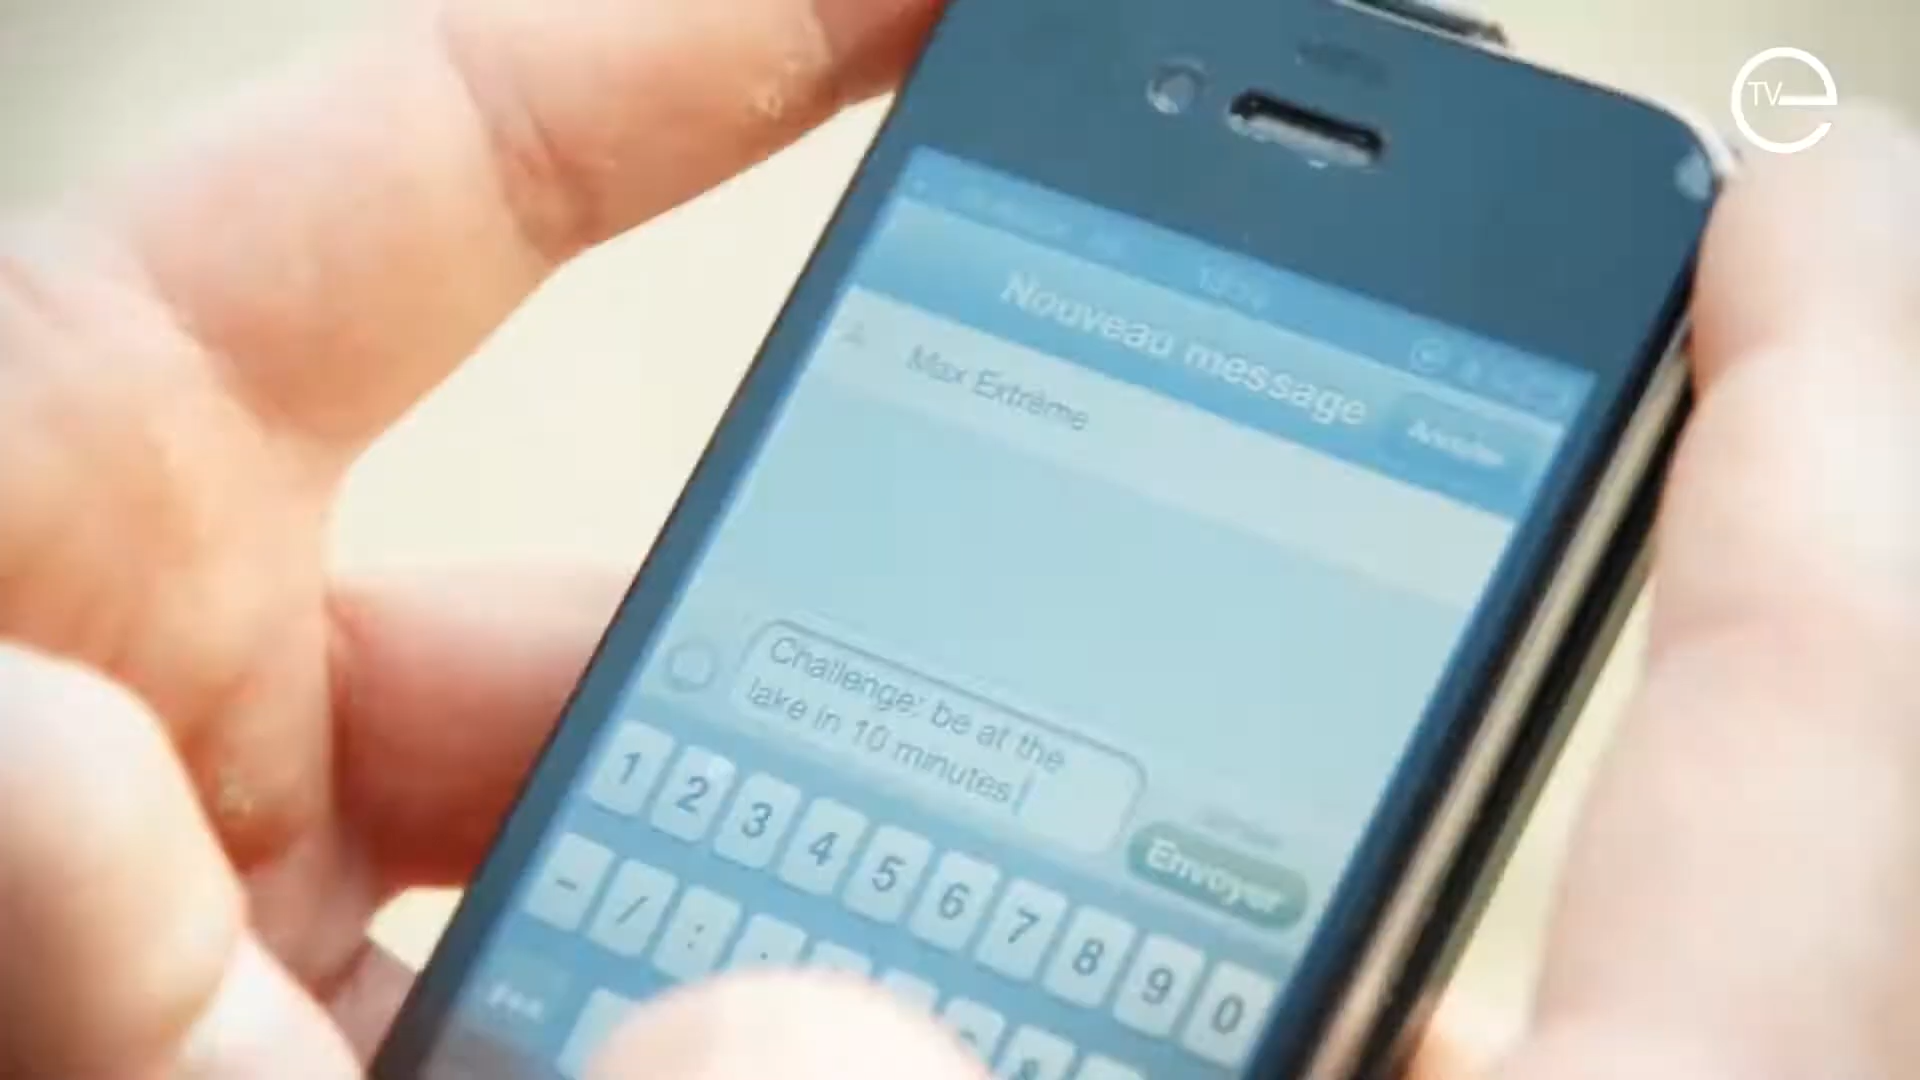 TV e
Nouveau message
Annuler
Max Extrême
Challenge: be at the
lake in 10 minutes
Envoyer
1 2 3 4 5 6 7 8 9 0
- / :